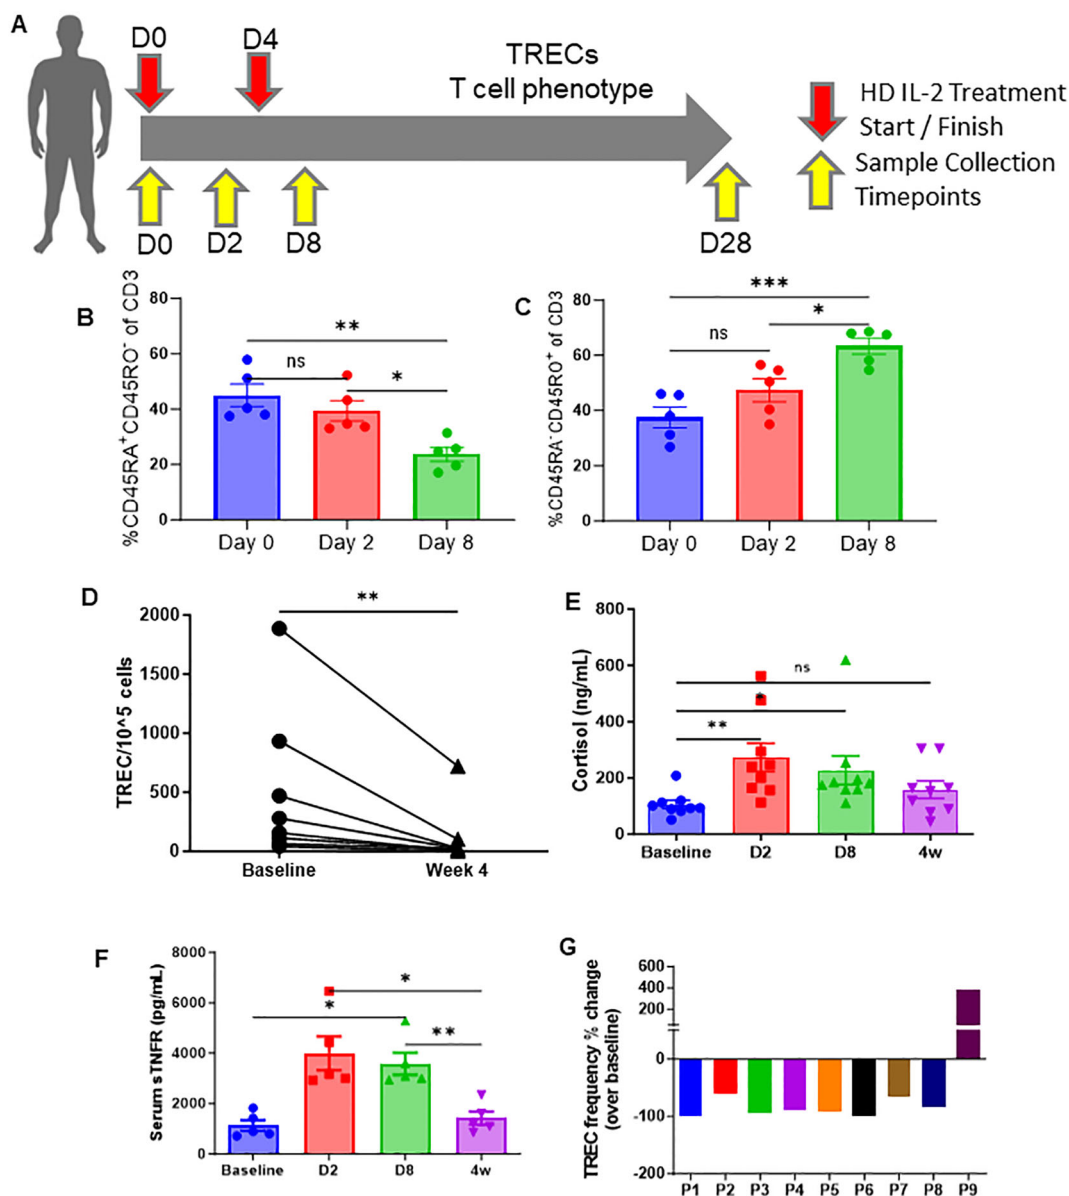 A
D0
D4
TRECs
T cell phenotype
HD IL-2 Treatment
Start / Finish
Sample Collection
Timepoints
D0
D2
D8
D28
B
%CD45RA⁺CD45RO⁻ of CD3
80
60
40
20
0
**
ns
*
Day 0
Day 2
Day 8
C
%CD45RA⁻CD45RO⁺ of CD3
80
60
40
20
0
***
ns
*
Day 0
Day 2
Day 8
D
TREC/10^5 cells
2000
1500
1000
500
0
**
Baseline
Week 4
E
Cortisol (ng/mL)
800
600
400
200
0
ns
*
**
Baseline
D2
D8
4w
F
Serum sTNFR (pg/mL)
8000
6000
4000
2000
0
*
*
**
Baseline
D2
D8
4w
G
TREC frequency % change
(over baseline)
600
400
200
0
-100
-200
P1
P2
P3
P4
P5
P6
P7
P8
P9